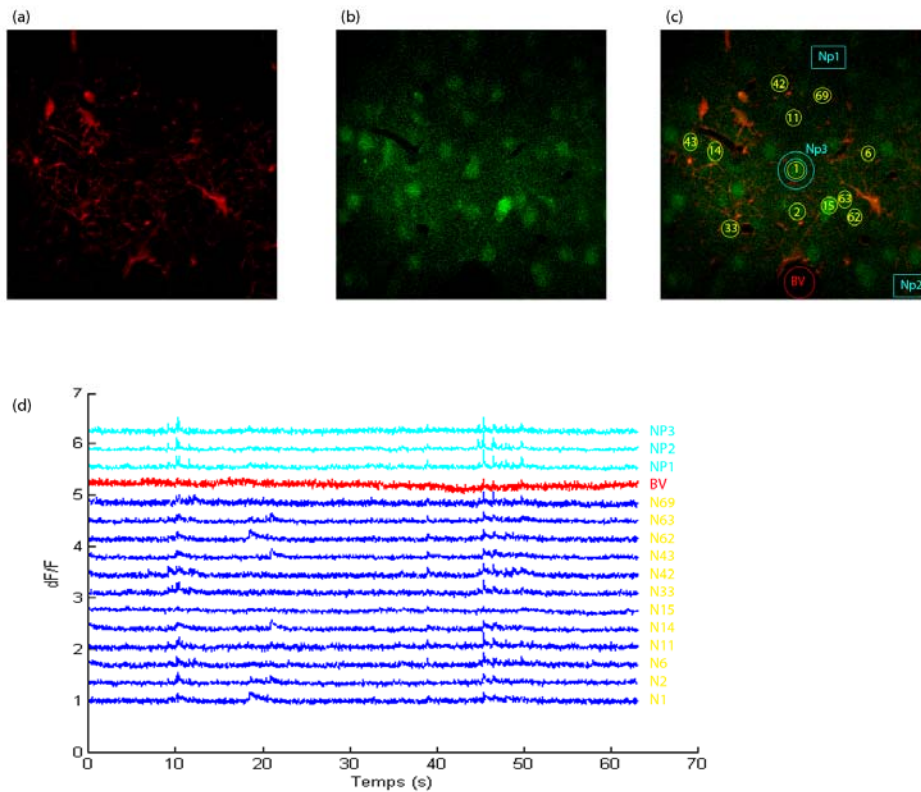 (a)
(b)
(c)
Np1
42
69
11
43
14
Np3
1
6
63
15
2
62
33
BV
Np2
(d)
7
6
5
4
3
2
1
0
dF/F
NP3
NP2
NP1
BV
N69
N63
N62
N43
N42
N33
N15
N14
N11
N6
N2
N1
0 10 20 30 40 50 60 70
Temps (s)